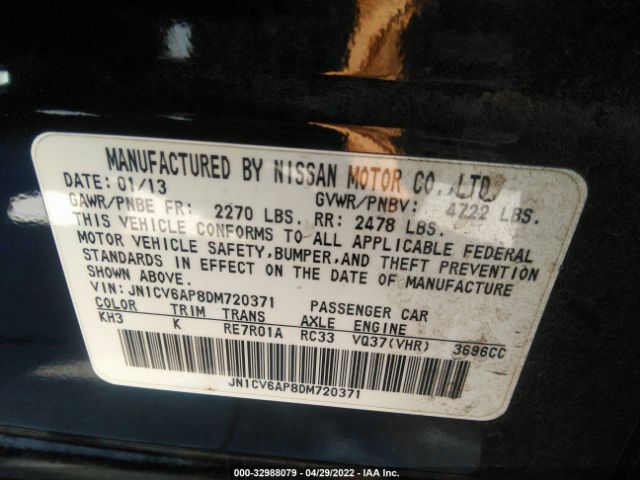 MANUFACTURED BY NISSAN MOTOR CO.,LTD.
DATE: 01/13 GVWR/PNBV: 4722 LBS.
GAWR/PNBE FR: 2270 LBS. RR: 2478 LBS.
THIS VEHICLE CONFORMS TO ALL APPLICABLE FEDERAL
MOTOR VEHICLE SAFETY,BUMPER,AND THEFT PREVENTION
STANDARDS IN EFFECT ON THE DATE OF MANUFACTURE
SHOWN ABOVE.
VIN: JN1CV6AP8DM720371 PASSENGER CAR
COLOR TRIM TRANS AXLE ENGINE
KH3 K RE7R01A RC33 VQ37(VHR) 3696CC
JN1CV6AP8DM720371
000-32988079 - 04/29/2022 - IAA Inc.